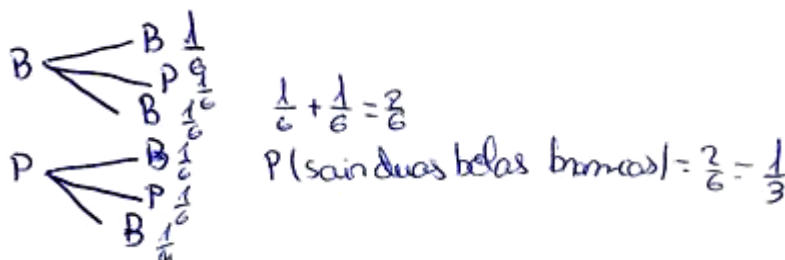 B B 1/6
P 1/6
B 1/6
1/6 + 1/6 = 2/6
P B 1/6
P 1/6
B 1/6
P(sair duas bolas brancas) = 2/6 = 1/3